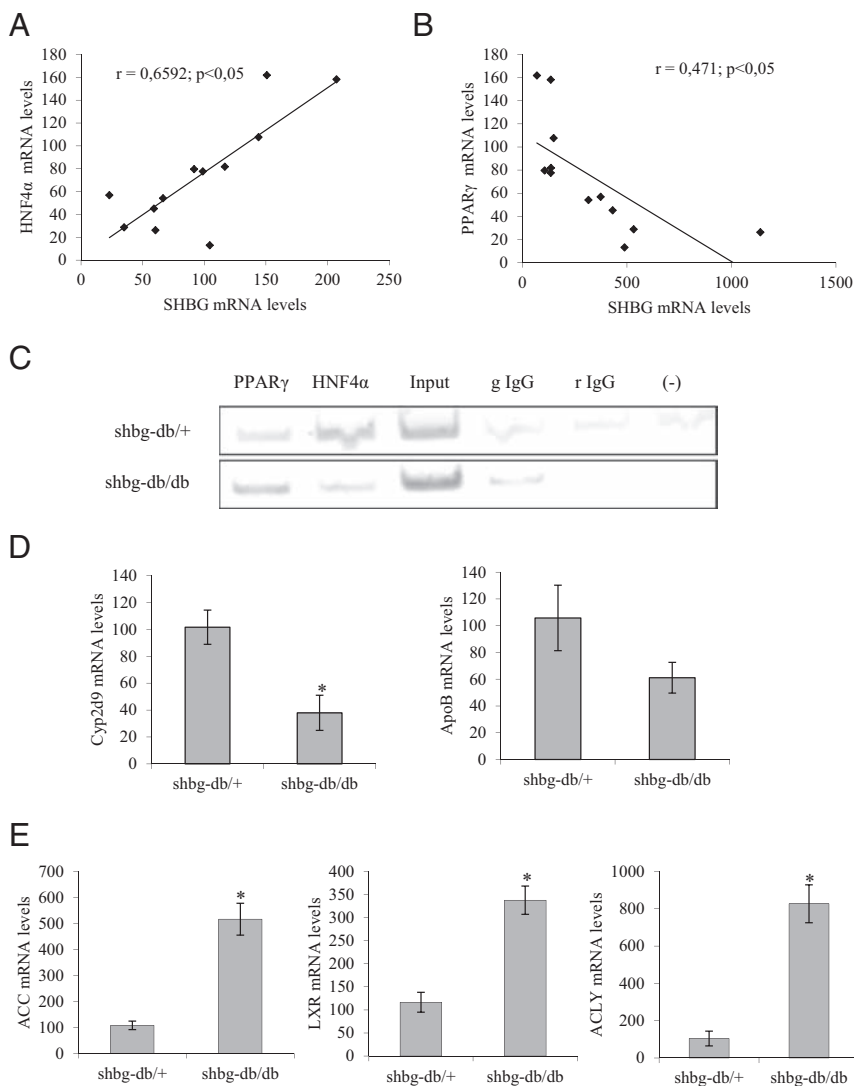 A
HNF4α mRNA levels
180
160
140
120
100
80
60
40
20
0
r = 0,6592; p<0,05
0 50 100 150 200 250
SHBG mRNA levels
B
PPARγ mRNA levels
180
160
140
120
100
80
60
40
20
0
r = 0,471; p<0,05
0 500 1000 1500
SHBG mRNA levels
C
PPARγ HNF4α Input g IgG r IgG (-)
shbg-db/+
shbg-db/db
D
Cyp2d9 mRNA levels
140
120
100
80
60
40
20
0
*
shbg-db/+ shbg-db/db
ApoB mRNA levels
140
120
100
80
60
40
20
0
shbg-db/+ shbg-db/db
E
ACC mRNA levels
700
600
500
400
300
200
100
0
*
shbg-db/+ shbg-db/db
LXR mRNA levels
400
350
300
250
200
150
100
50
0
*
shbg-db/+ shbg-db/db
ACLY mRNA levels
1000
800
600
400
200
0
*
shbg-db/+ shbg-db/db